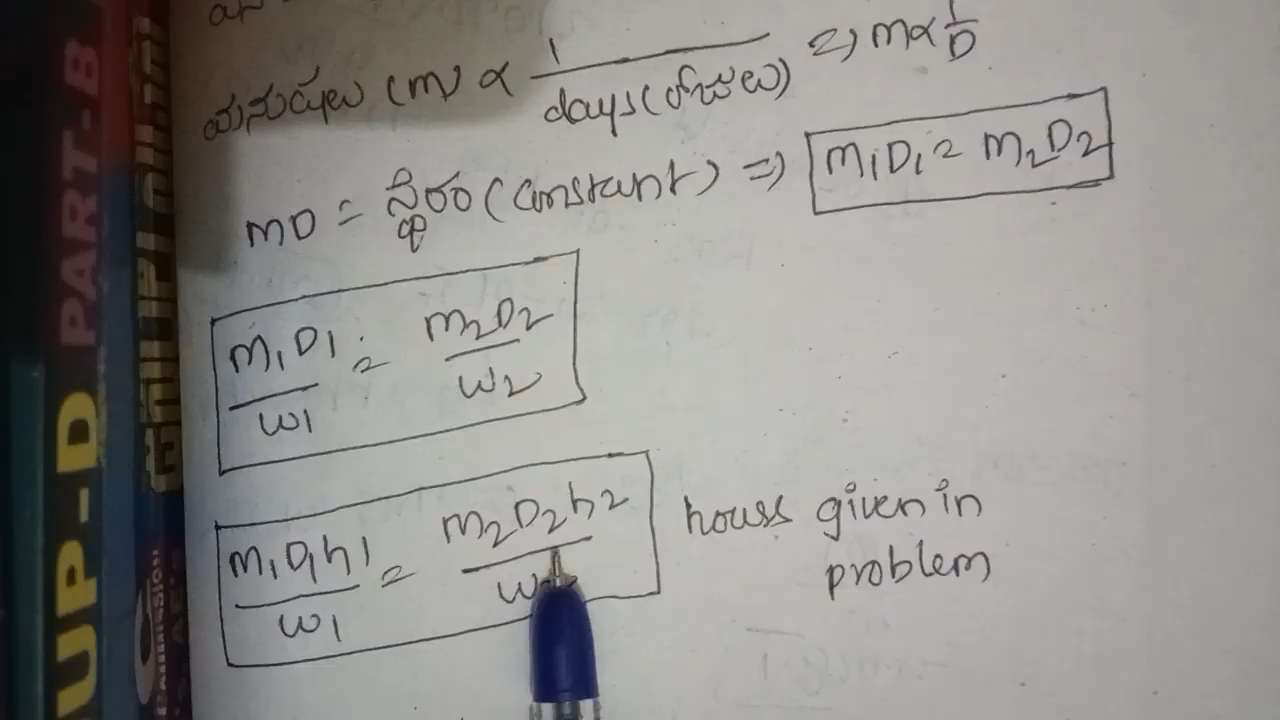 ಮನುಷ್ಯರು (m) ∝ 1/days(ದಿನಗಳು) => m ∝ 1/D
MD = ಸ್ಥಿರ (constant) => M1D1 = M2D2
M1D1/w1 = M2D2/w2
M1D1h1/w1 = M2D2h2/w2
hours given in
problem
PART-B
UP-D